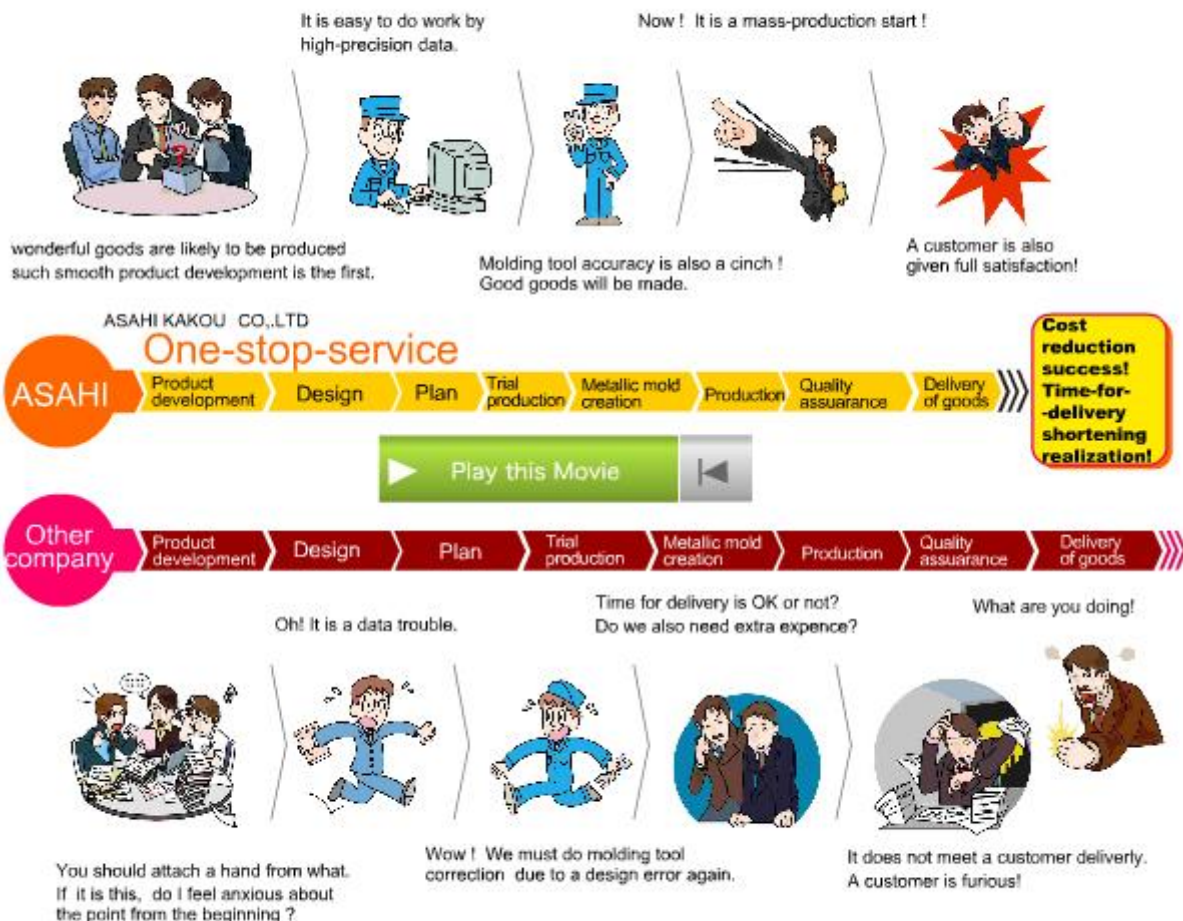 It is easy to do work by
high-precision data.
Now ! It is a mass-production start !
?
wonderful goods are likely to be produced
such smooth product development is the first.
Molding tool accuracy is also a cinch !
Good goods will be made.
A customer is also
given full satisfaction!
ASAHI KAKOU CO,.LTD
One-stop-service
ASAHI
Product
development
Design
Plan
Trial
production
Metallic mold
creation
Production
Quality
assuarance
Delivery
of goods
Cost
reduction
success!
Time-for-
-delivery
shortening
realization!
Play this Movie
Other
company
Product
development
Design
Plan
Trial
production
Metallic mold
creation
Production
Quality
assuarance
Delivery
of goods
Oh! It is a data trouble.
Time for delivery is OK or not?
Do we also need extra expence?
What are you doing!
You should attach a hand from what.
If it is this, do I feel anxious about
the point from the beginning ?
Wow ! We must do molding tool
correction due to a design error again.
It does not meet a customer deliverly.
A customer is furious!